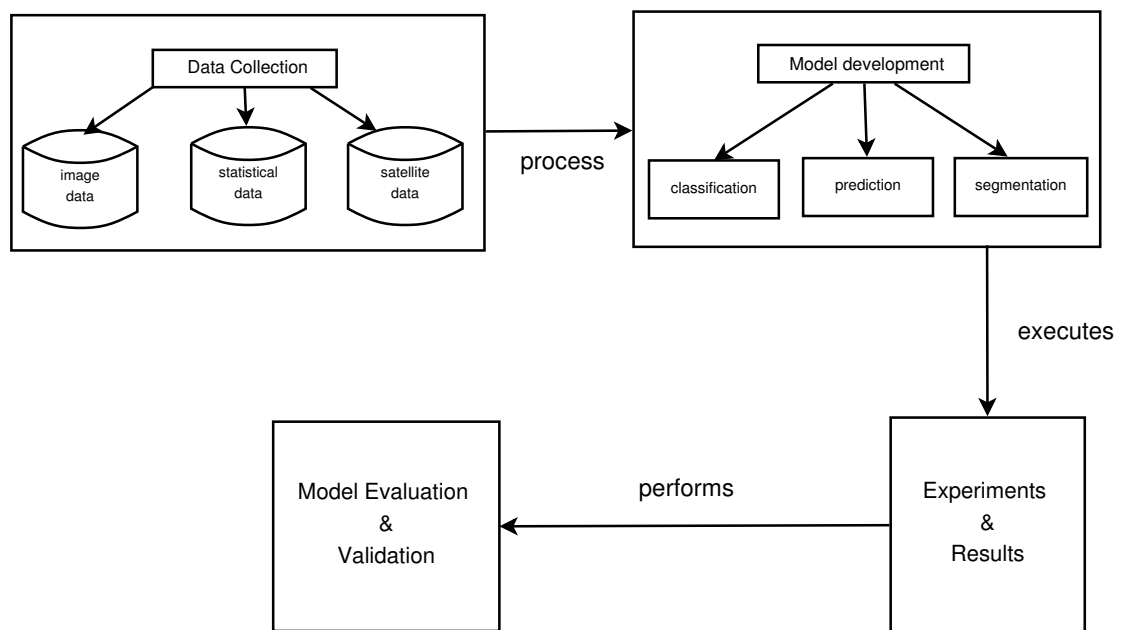 Data Collection
image
data
statistical
data
satellite
data
process
Model development
classification
prediction
segmentation
executes
Experiments
&
Results
performs
Model Evaluation
&
Validation